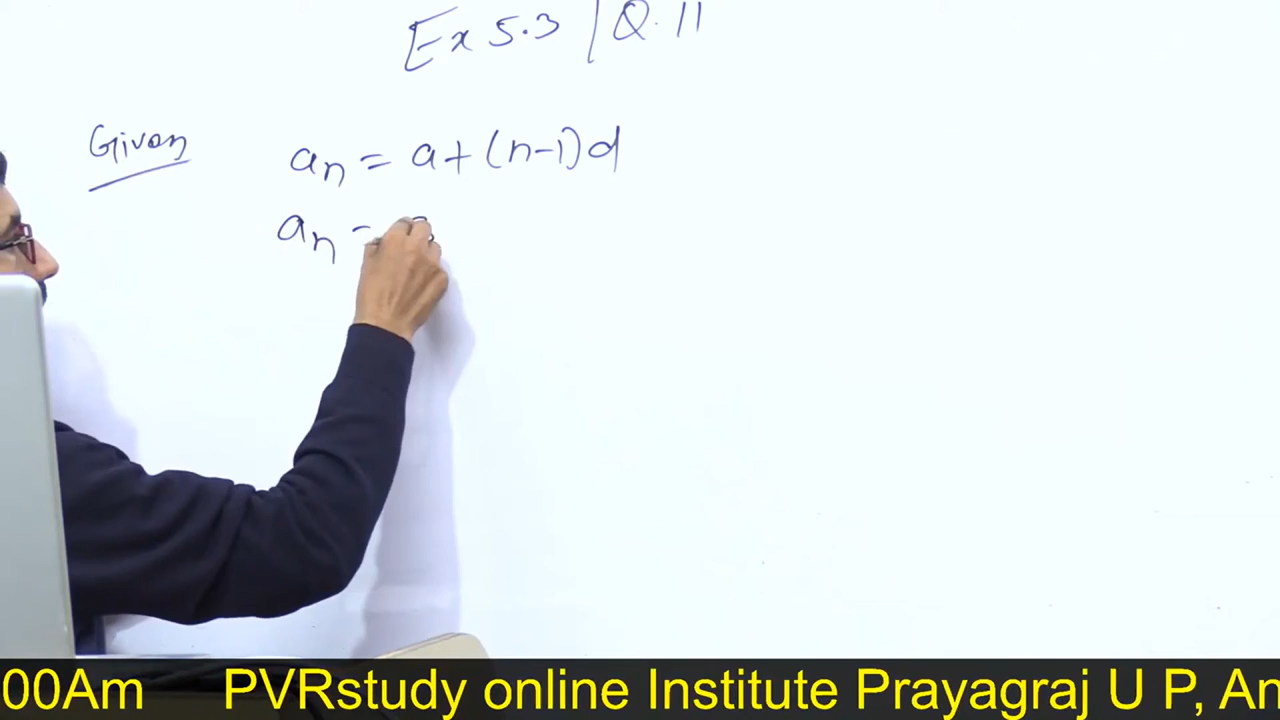 Ex 5.3 / Q.11
Given
aₙ = a + (n-1)d
aₙ =
00Am PVRstudy online Institute Prayagraj U P, An